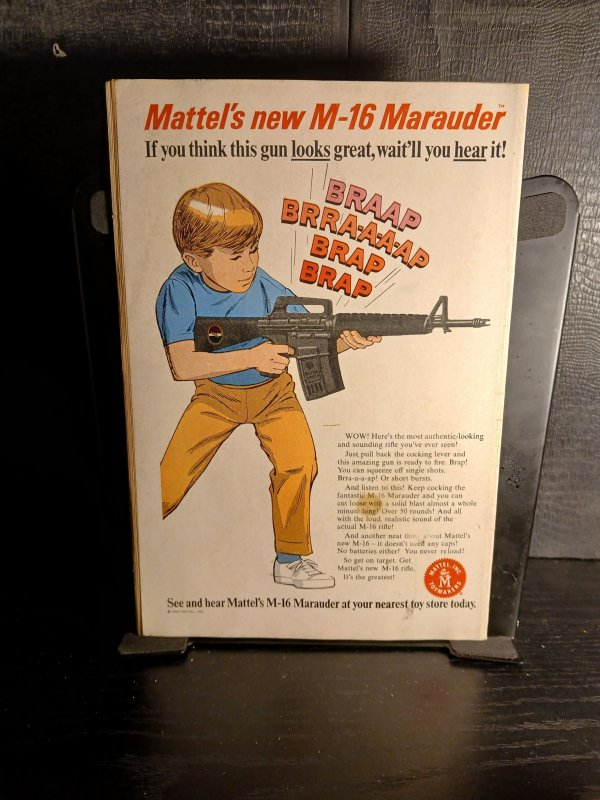 Mattel's new M-16 Marauder™
If you think this gun looks great, wait'll you hear it!
BRAAP
BRRA-A-A-AP
BRAP
BRAP
WOW! Here's the most authentic-looking
and sounding rifle you've ever seen!
Just pull back the cocking lever and
this amazing gun is ready to fire. Brap!
You can squeeze off single shots.
Brra-a-a-ap! Or short bursts.
And listen to this! Keep cocking the
fantastic M-16 Marauder and you can
cut loose with a solid blast almost a whole
minute long! Over 50 rounds! And all
with the loud, realistic sound of the
actual M-16 rifle!
And another neat thing about Mattel's
new M-16 – it doesn't need any caps!
No batteries either! You never reload!
So get on target. Get
Mattel's new M-16 rifle.
It's the greatest!
MATTEL, INC.
M
TOYMAKERS
See and hear Mattel's M-16 Marauder at your nearest toy store today.